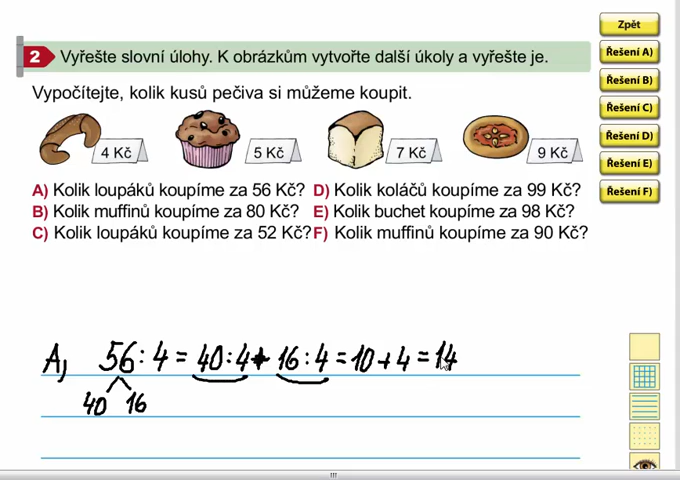 Zpět
2 Vyřešte slovní úlohy. K obrázkům vytvořte další úkoly a vyřešte je.
Řešení A)
Řešení B)
Vypočítejte, kolik kusů pečiva si můžeme koupit.
Řešení C)
Řešení D)
4 Kč 5 Kč 7 Kč 9 Kč
Řešení E)
Řešení F)
A) Kolik loupáků koupíme za 56 Kč? D) Kolik koláčů koupíme za 99 Kč?
B) Kolik muffinů koupíme za 80 Kč? E) Kolik buchet koupíme za 98 Kč?
C) Kolik loupáků koupíme za 52 Kč? F) Kolik muffinů koupíme za 90 Kč?
A, 56 : 4 = 40 : 4 + 16 : 4 = 10 + 4 = 14
40 16